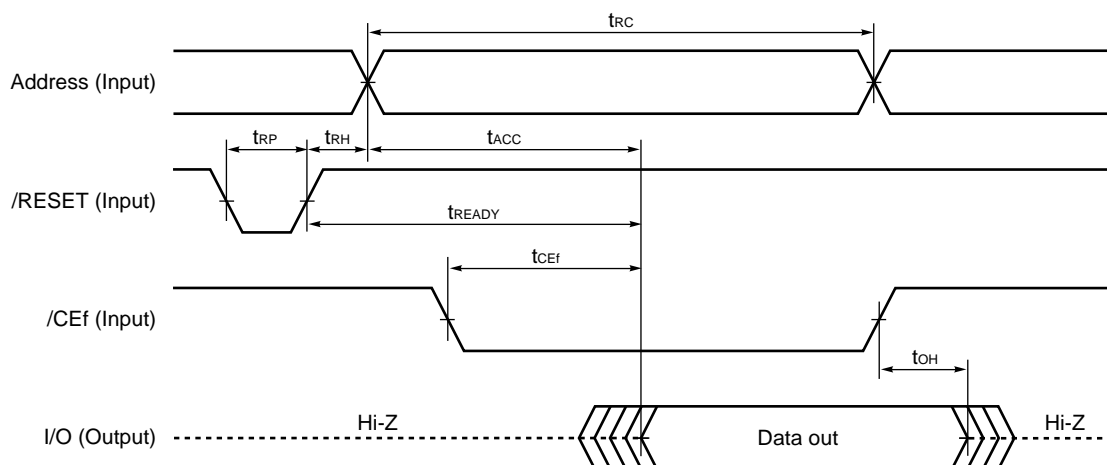 tRC
Address (Input)
tRP
tRH
tACC
/RESET (Input)
tREADY
tCEf
/CEf (Input)
tOH
I/O (Output)
Hi-Z
Data out
Hi-Z